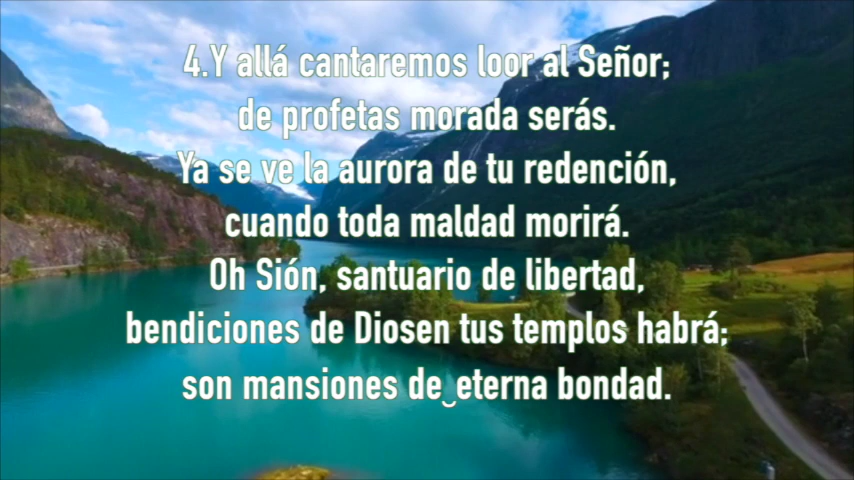 4.Y allá cantaremos loor al Señor;
de profetas morada serás.
Ya se ve la aurora de tu redención,
cuando toda maldad morirá.
Oh Sión, santuario de libertad,
bendiciones de Diosen tus templos habrá;
son mansiones de‿eterna bondad.